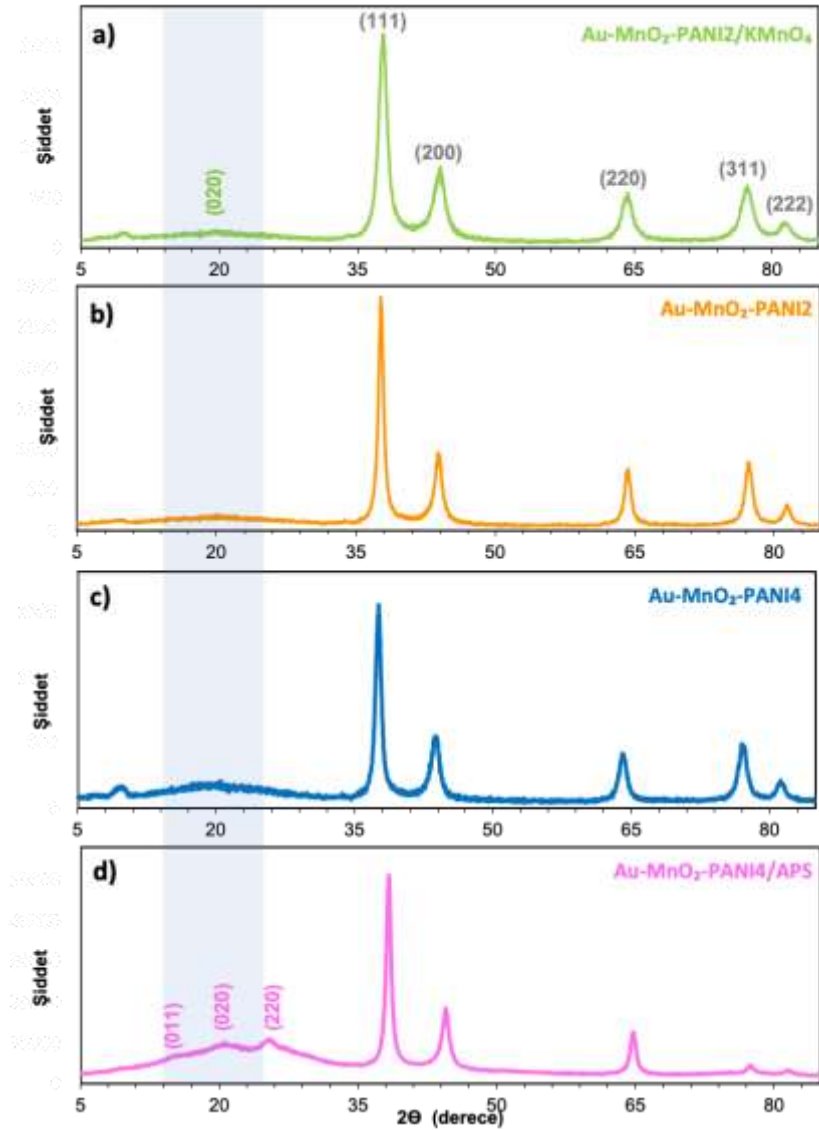 a)
Au-MnO₂-PANI2/KMnO₄
(111)
(200)
(220)
(311)
(222)
(020)
Şiddet
5 20 35 50 65 80
b)
Au-MnO₂-PANI2
Şiddet
5 20 35 50 65 80
c)
Au-MnO₂-PANI4
Şiddet
5 20 35 50 65 80
d)
Au-MnO₂-PANI4/APS
(011)
(020)
(220)
Şiddet
5 20 35 50 65 80
2Θ (derece)